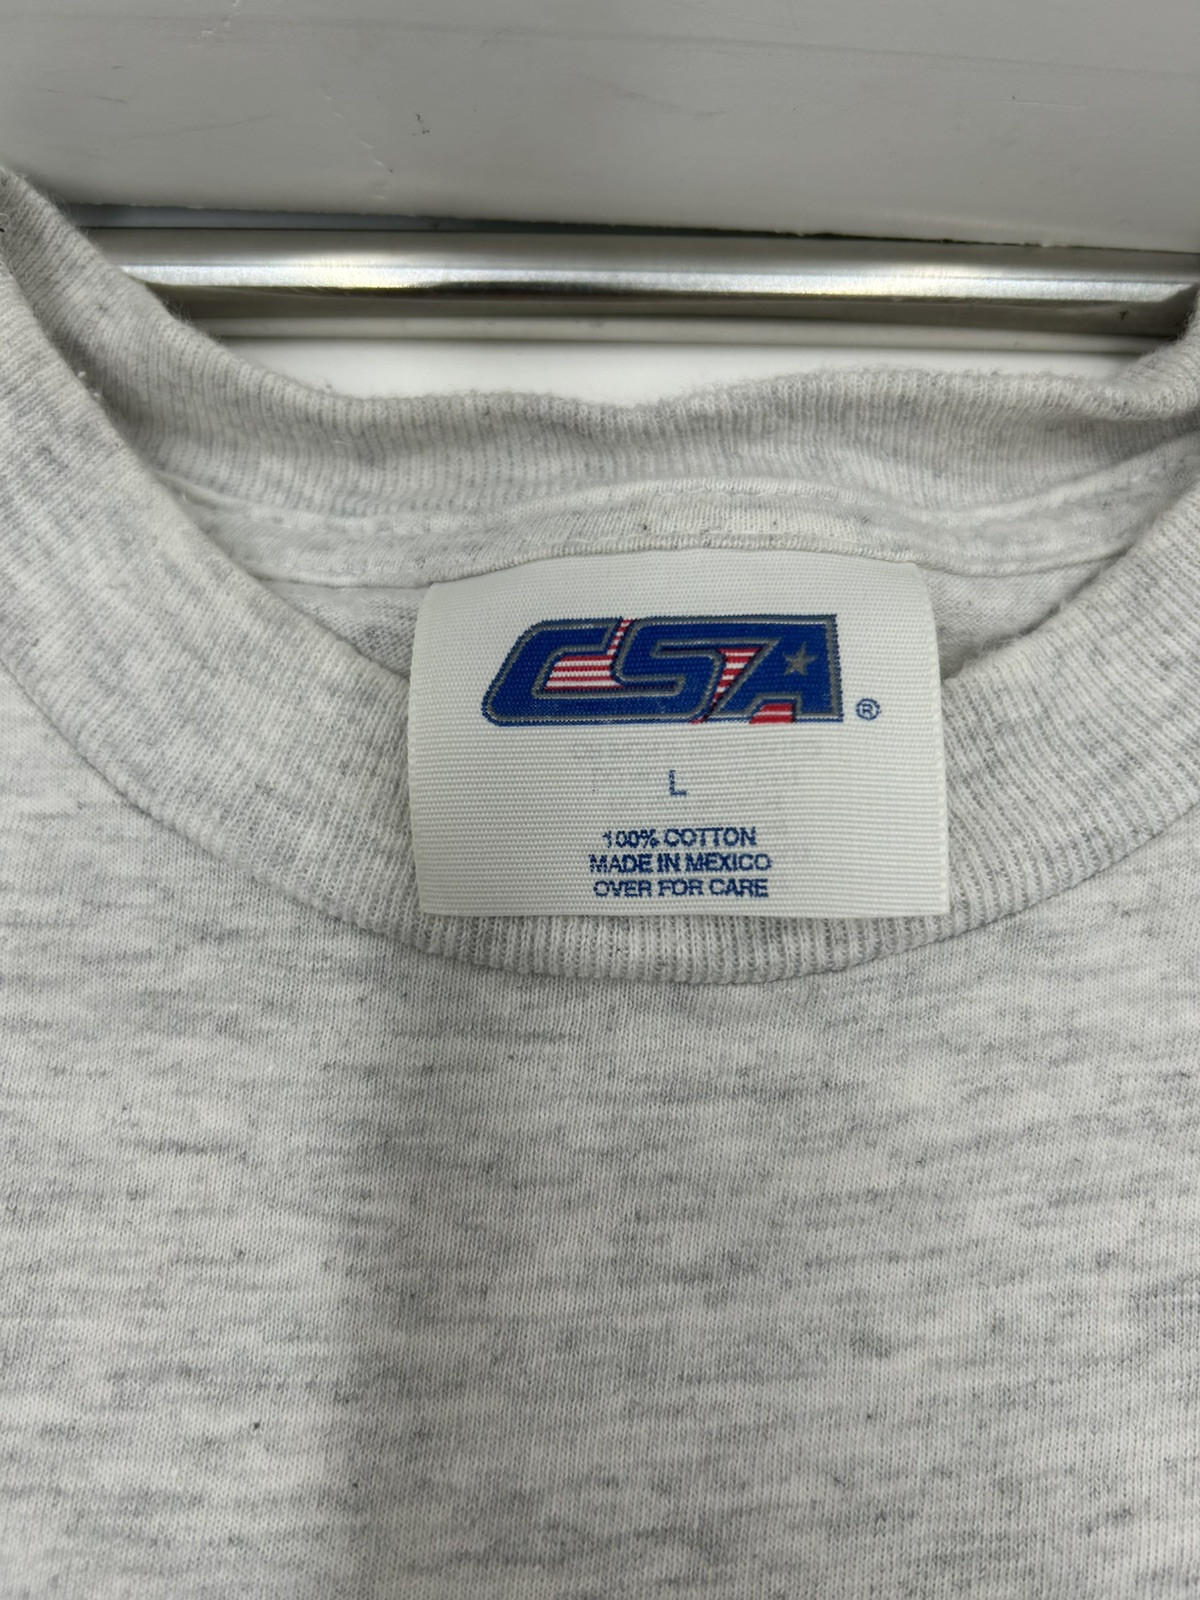 CSA ®
L
100% COTTON
MADE IN MEXICO
OVER FOR CARE